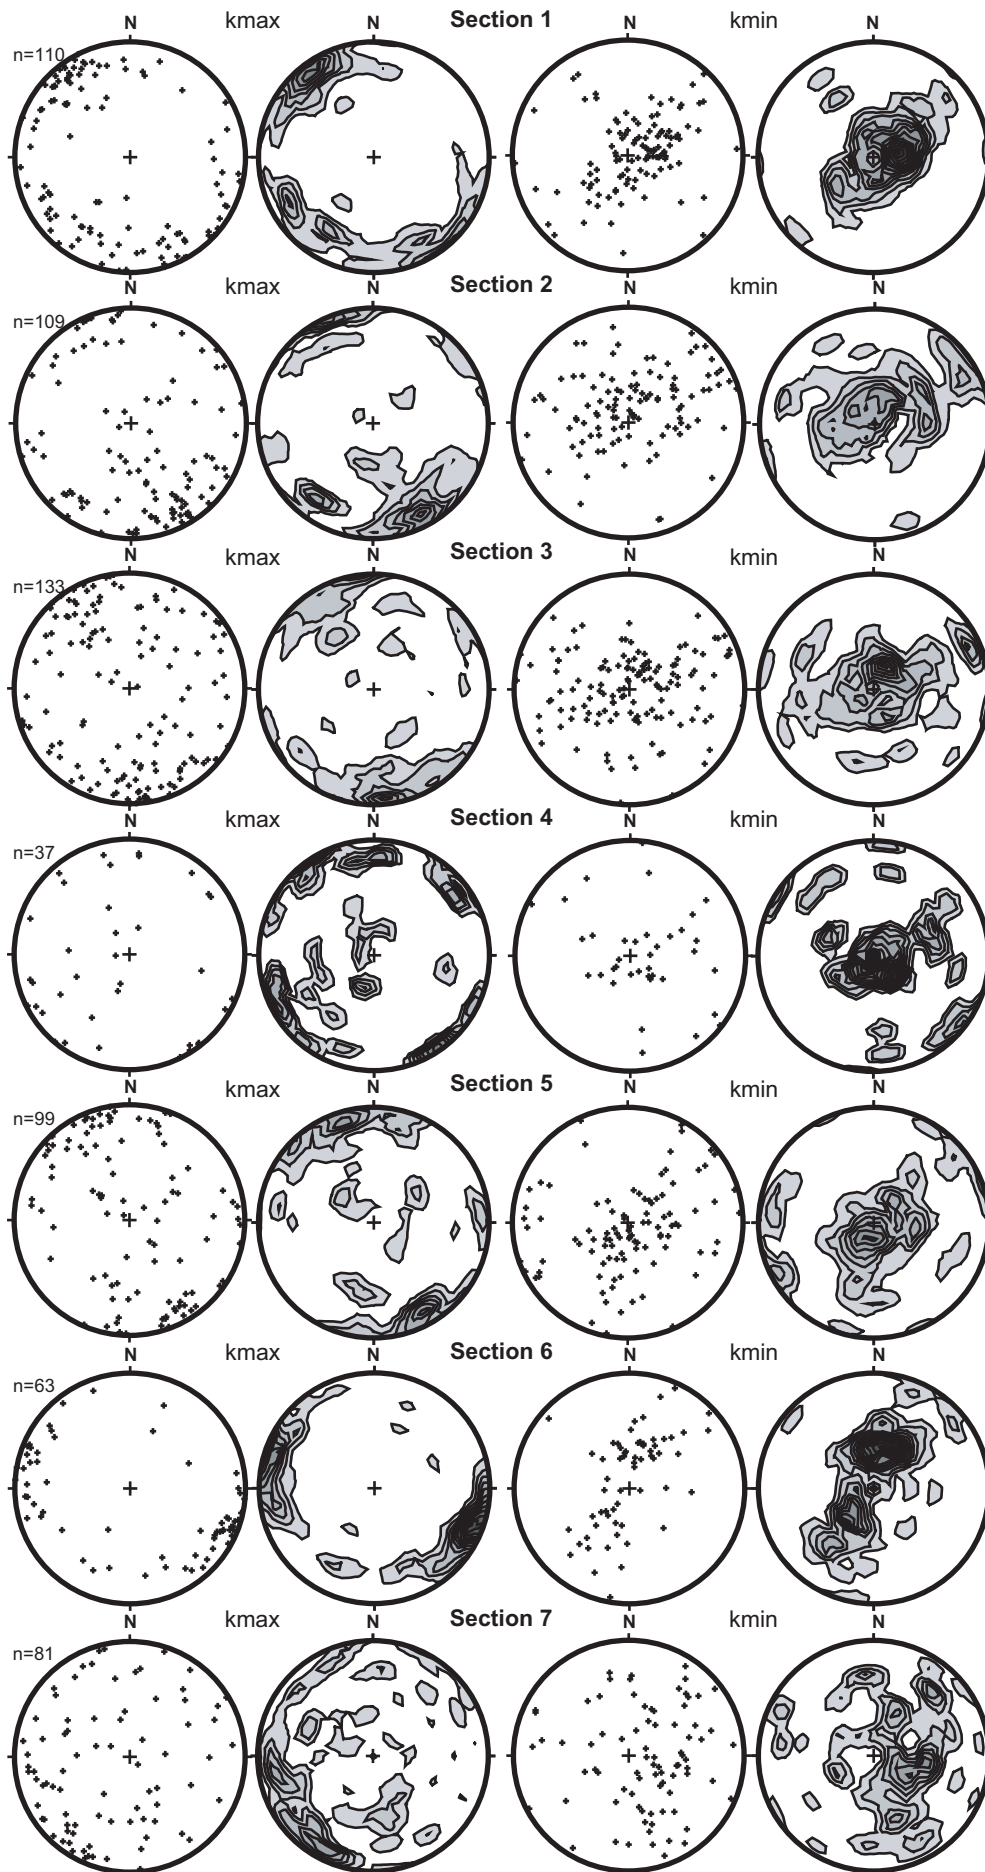 N kmax N Section 1 N kmin N
n=110
N kmax N Section 2 N kmin N
n=109
N kmax N Section 3 N kmin N
n=133
N kmax N Section 4 N kmin N
n=37
N kmax N Section 5 N kmin N
n=99
N kmax N Section 6 N kmin N
n=63
N kmax N Section 7 N kmin N
n=81